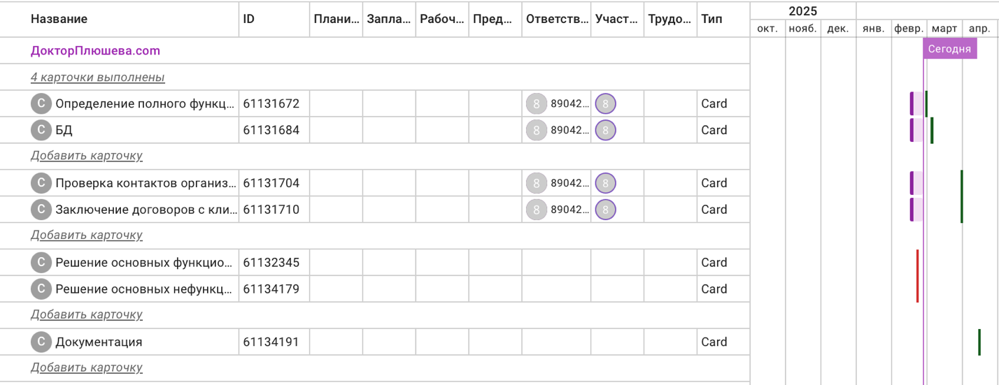 2025
Название ID Плани... Запла... Рабоч... Пред... Ответств... Участ... Трудо... Тип окт. нояб. дек. янв. февр. март апр.
ДокторПлюшева.com Сегодня
4 карточки выполнены
С Определение полного функц... 61131672 8 89042... 8 Card
С БД 61131684 8 89042... 8 Card
Добавить карточку
С Проверка контактов организ... 61131704 8 89042... 8 Card
С Заключение договоров с кли... 61131710 8 89042... 8 Card
Добавить карточку
С Решение основных функцио... 61132345 Card
С Решение основных нефункц... 61134179 Card
Добавить карточку
С Документация 61134191 Card
Добавить карточку